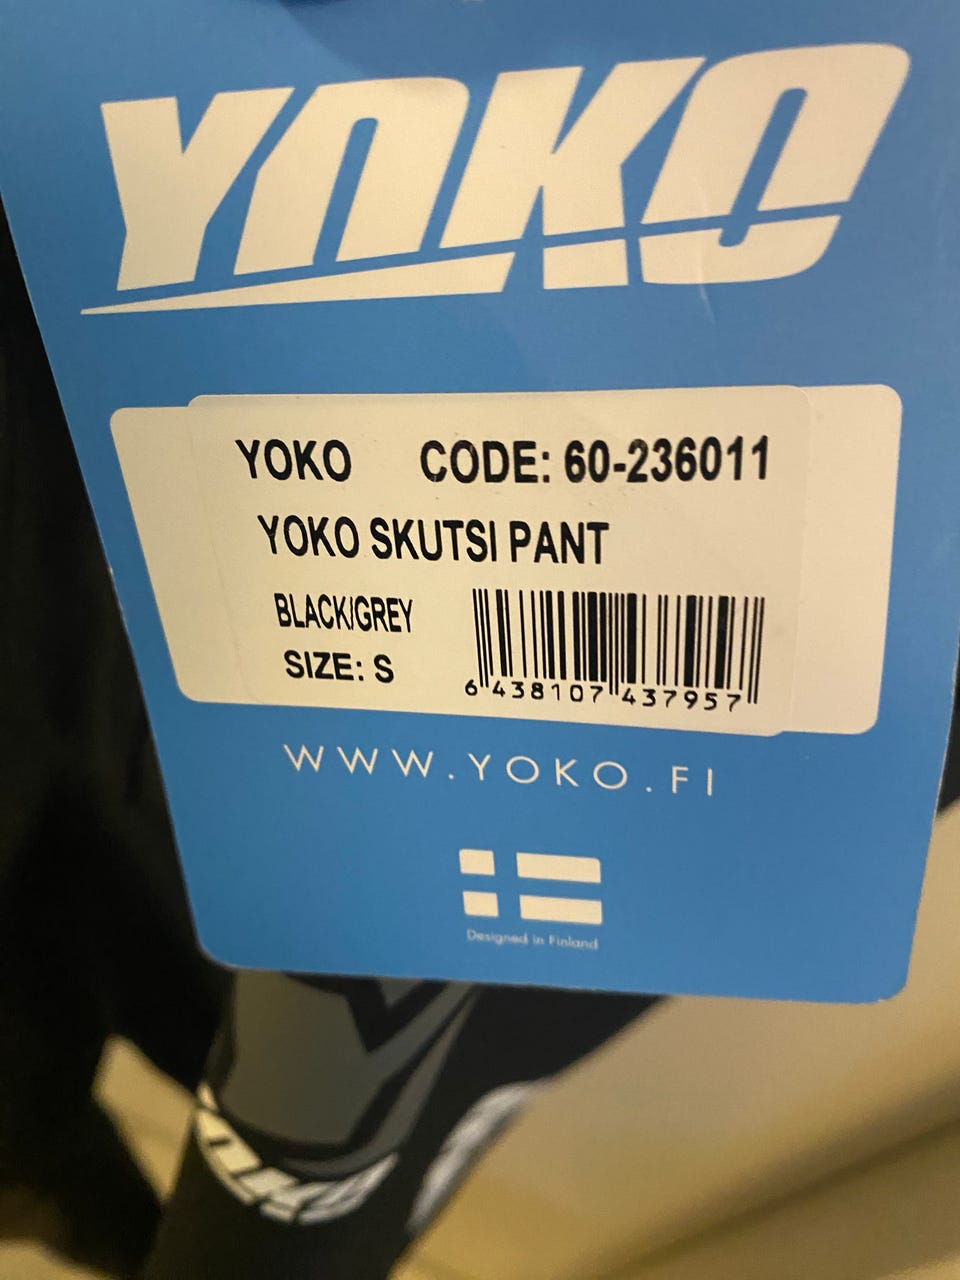 YOKO
YOKO CODE: 60-236011
YOKO SKUTSI PANT
BLACK/GREY
SIZE: S
6 438107 437957
WWW.YOKO.FI
Designed in Finland
YOKO